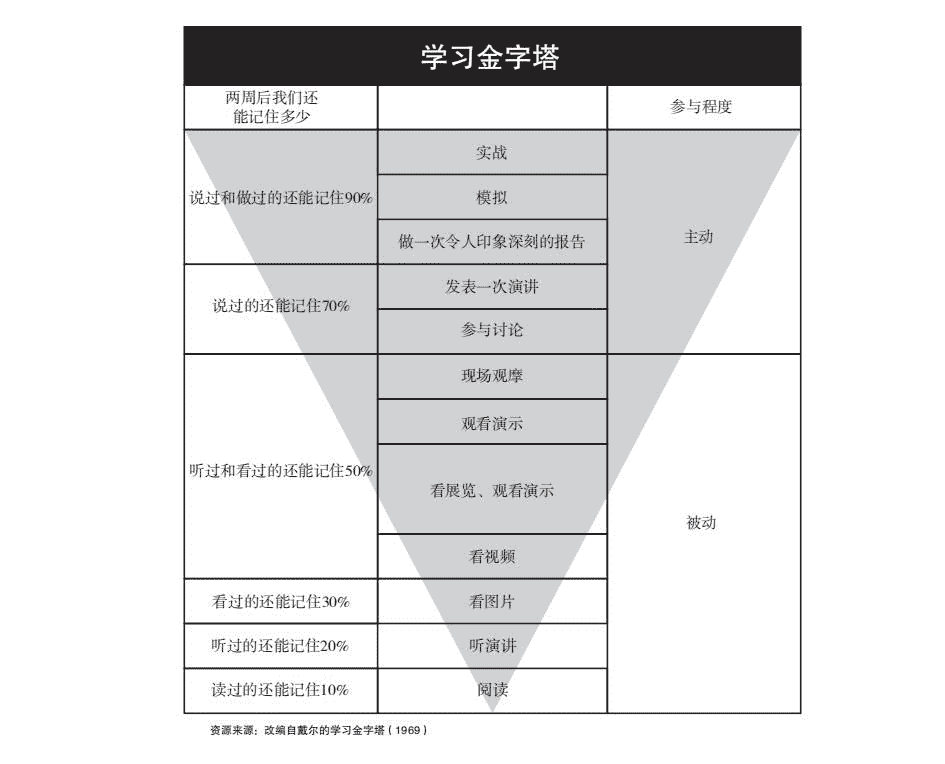 学习金字塔
两周后我们还
能记住多少
参与程度
实战
说过和做过的还能记住90%
模拟
做一次令人印象深刻的报告
主动
发表一次演讲
说过的还能记住70%
参与讨论
现场观摩
观看演示
听过和看过的还能记住50%
看展览、观看演示
被动
看视频
看过的还能记住30%
看图片
听过的还能记住20%
听演讲
读过的还能记住10%
阅读
资源来源：改编自戴尔的学习金字塔（1969）